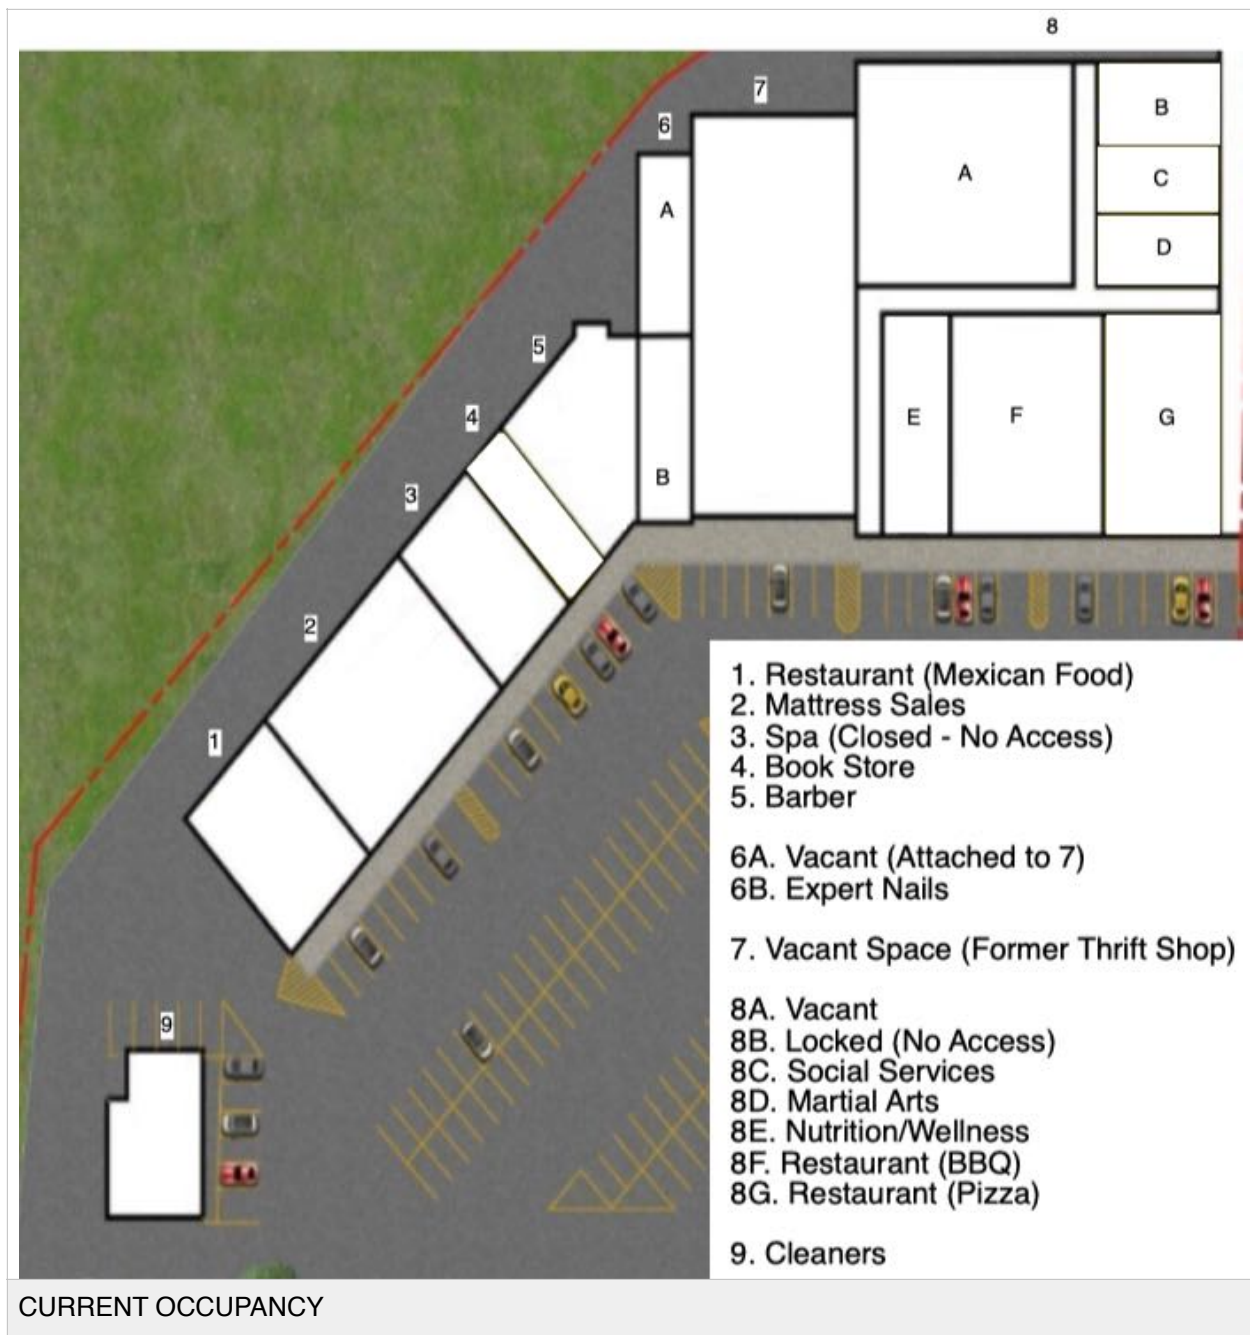 8
7
6
A
B
A
C
D
5
4
3
E
F
G
B
2
1
9
1. Restaurant (Mexican Food)
2. Mattress Sales
3. Spa (Closed - No Access)
4. Book Store
5. Barber
6A. Vacant (Attached to 7)
6B. Expert Nails
7. Vacant Space (Former Thrift Shop)
8A. Vacant
8B. Locked (No Access)
8C. Social Services
8D. Martial Arts
8E. Nutrition/Wellness
8F. Restaurant (BBQ)
8G. Restaurant (Pizza)
9. Cleaners
CURRENT OCCUPANCY